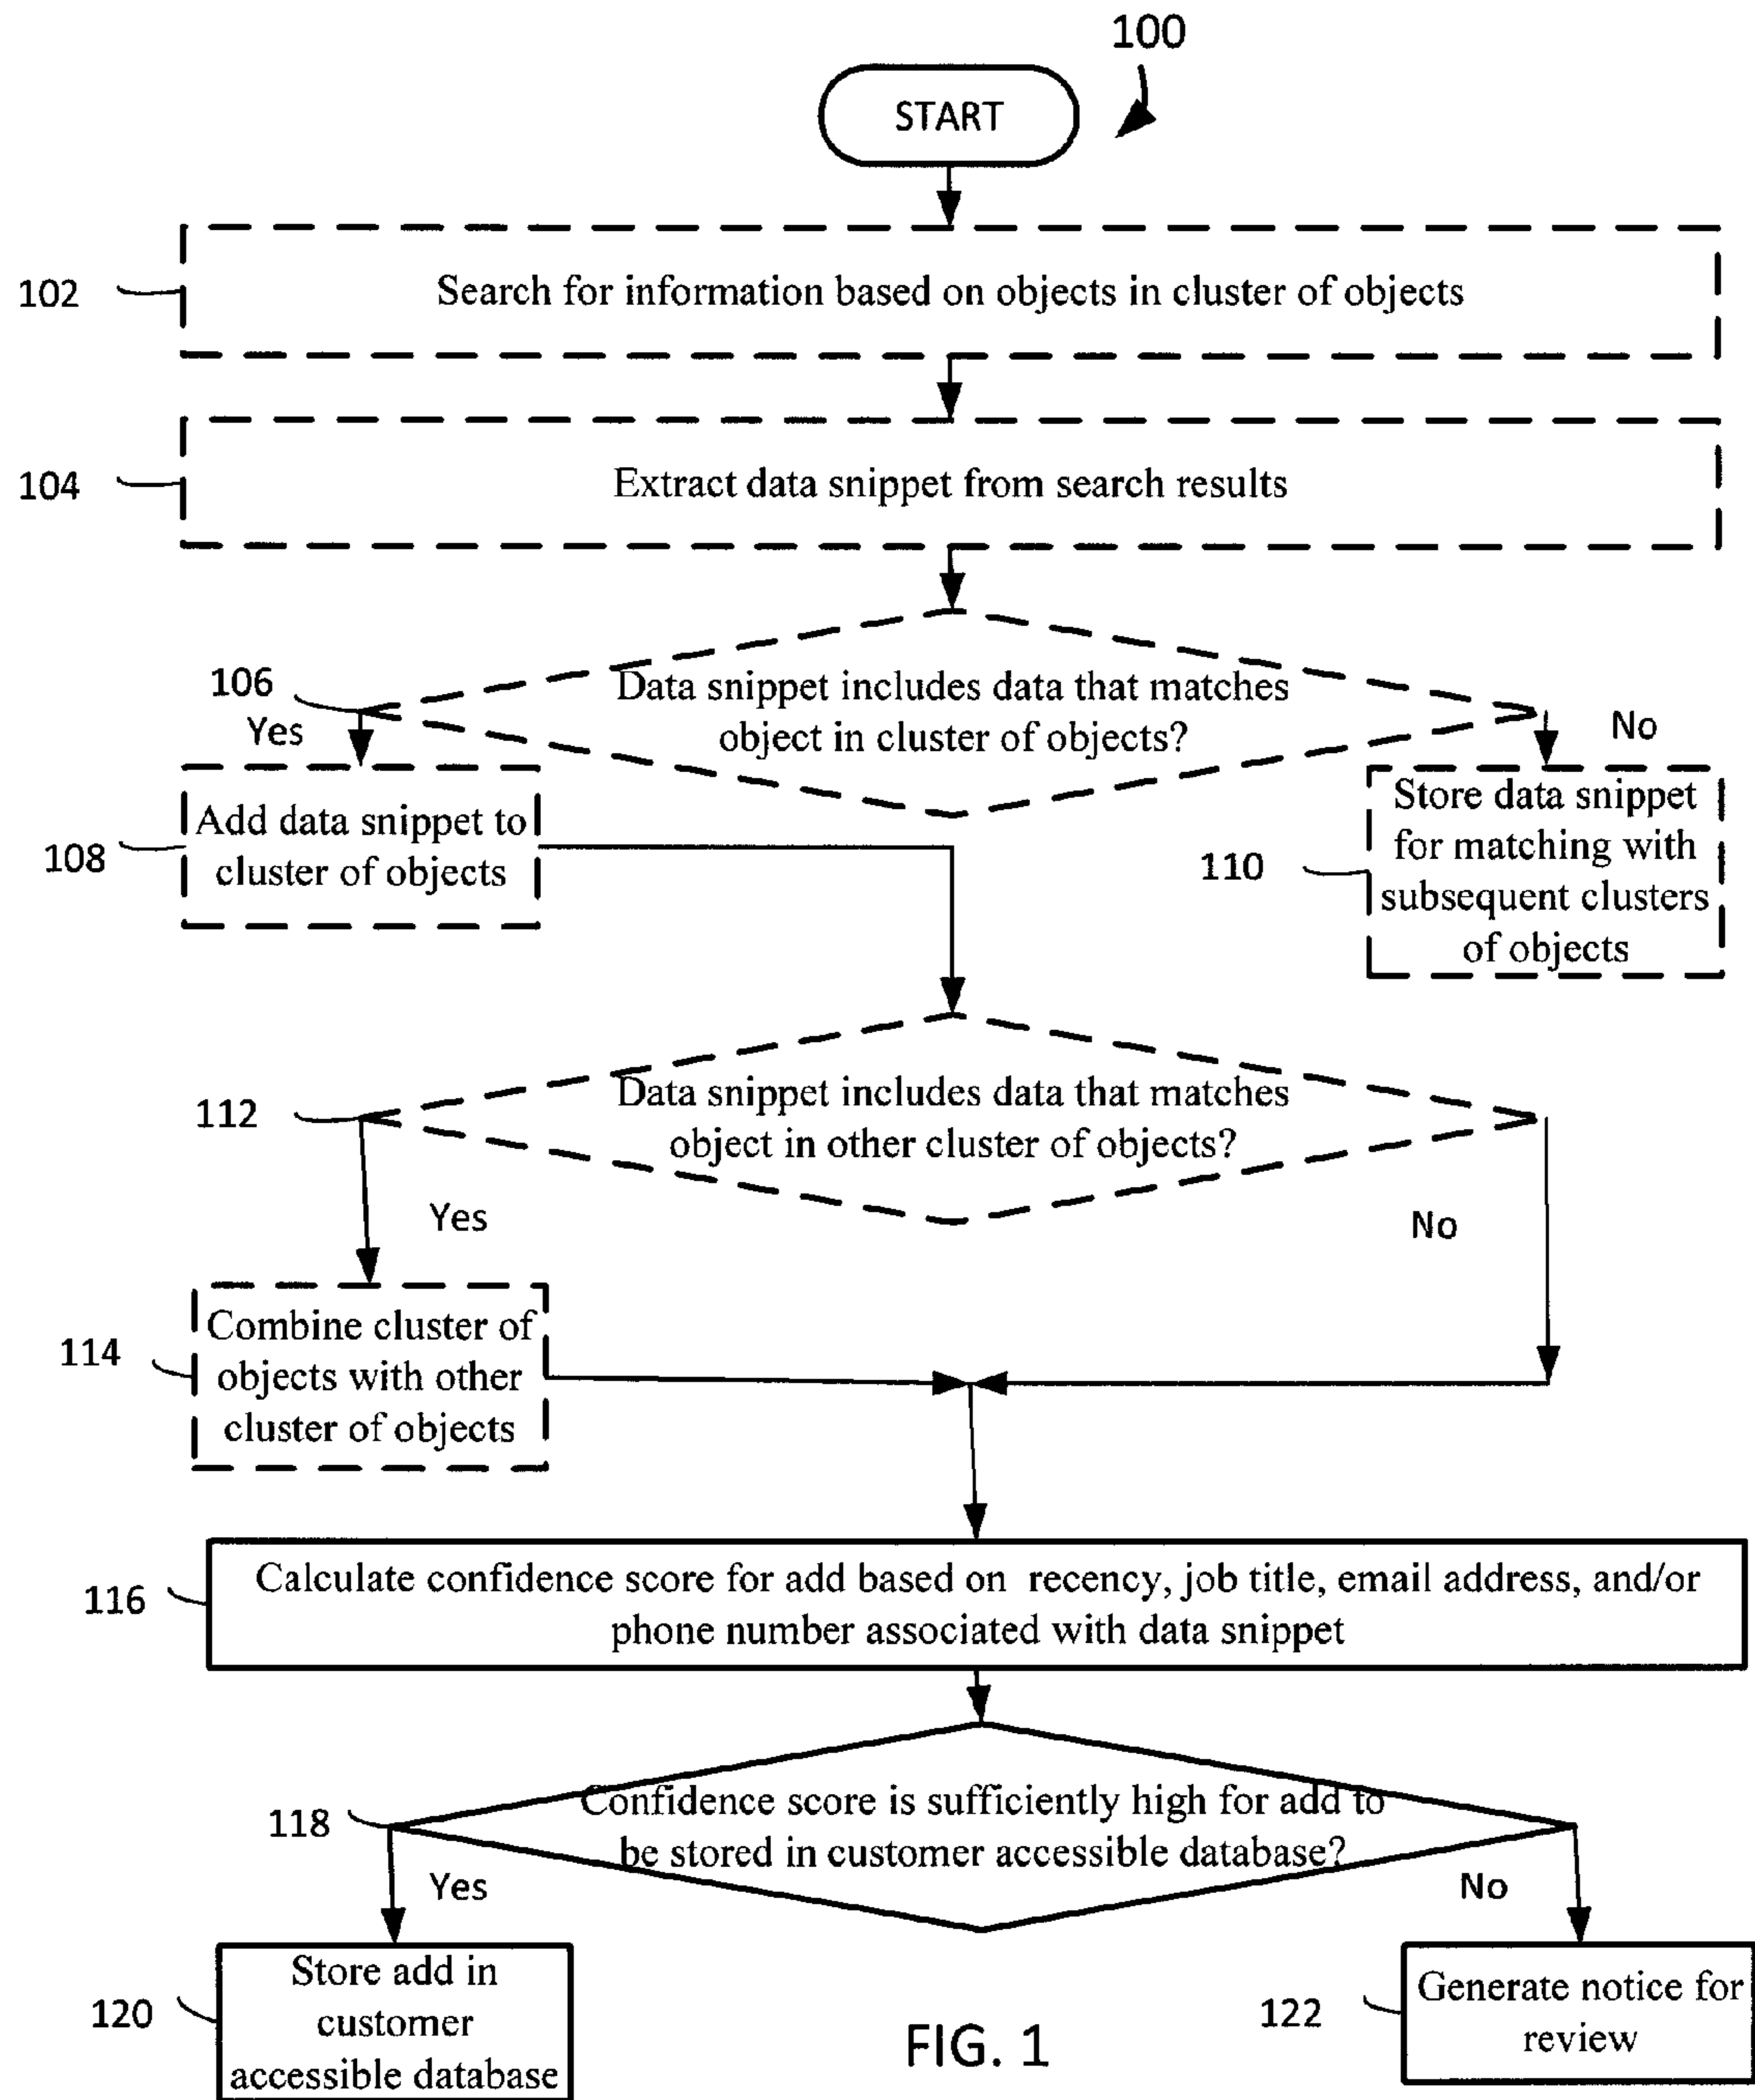 100
START
102
Search for information based on objects in cluster of objects
104
Extract data snippet from search results
106
Data snippet includes data that matches
object in cluster of objects?
Yes
No
108
Add data snippet to
cluster of objects
110
Store data snippet
for matching with
subsequent clusters
of objects
112
Data snippet includes data that matches
object in other cluster of objects?
Yes
No
114
Combine cluster of
objects with other
cluster of objects
116
Calculate confidence score for add based on recency, job title, email address, and/or
phone number associated with data snippet
118
Confidence score is sufficiently high for add to
be stored in customer accessible database?
Yes
No
120
Store add in
customer
accessible database
122
Generate notice for
review
FIG. 1